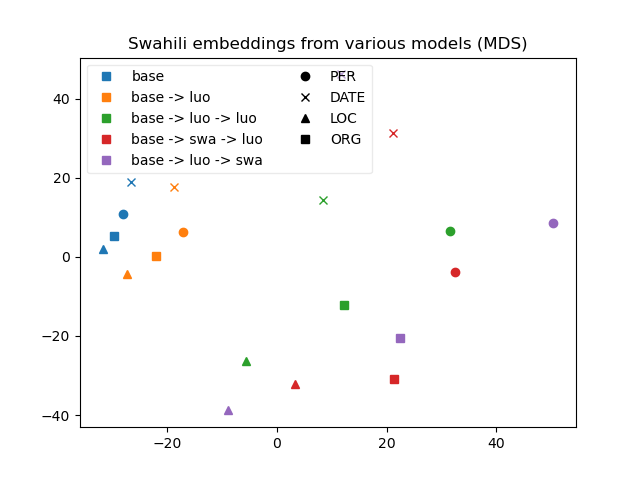 Swahili embeddings from various models (MDS)
base
base -> luo
base -> luo -> luo
base -> swa -> luo
base -> luo -> swa
PER
DATE
LOC
ORG
40
20
0
−20
−40
−20
0
20
40